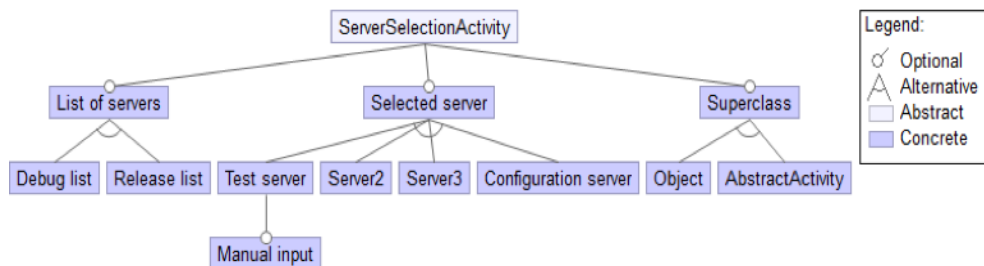 ServerSelectionActivity
Legend:
Optional
Alternative
Abstract
Concrete
List of servers
Selected server
Superclass
Debug list
Release list
Test server
Server2
Server3
Configuration server
Object
AbstractActivity
Manual input